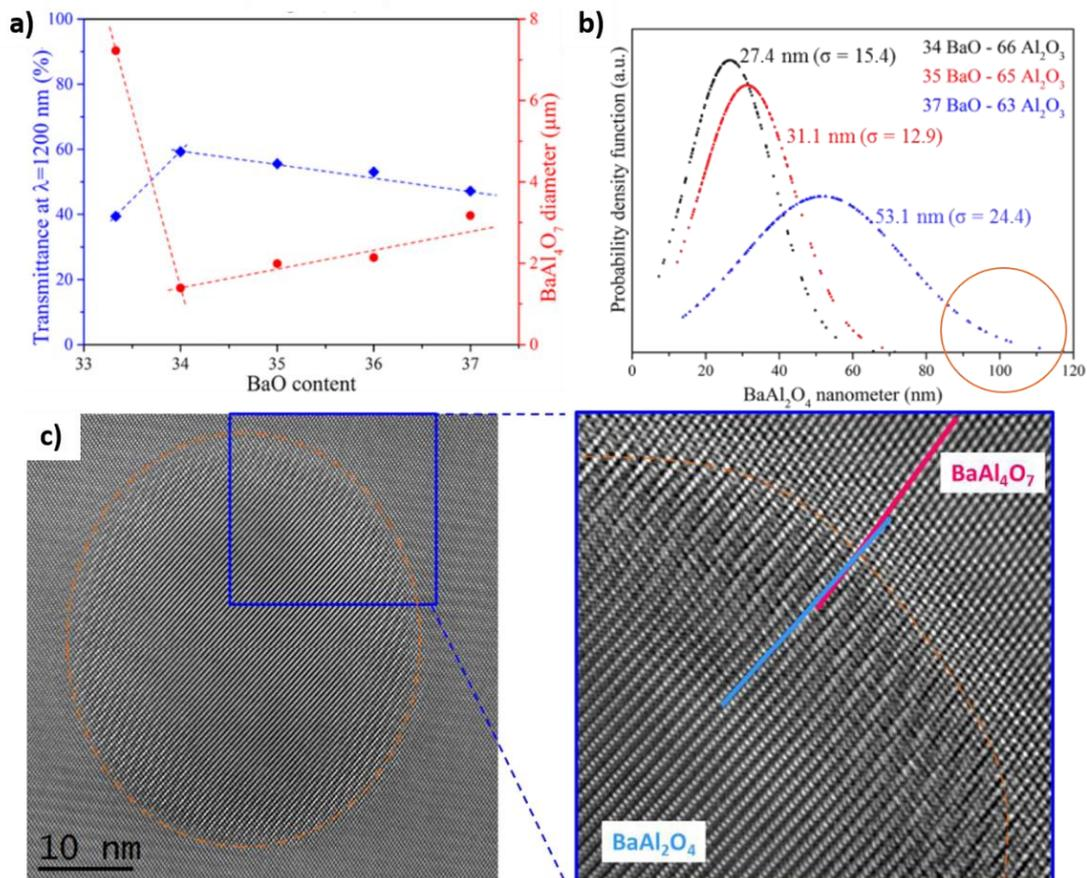 a)
100
80
60
40
20
0
Transmittance at λ=1200 nm (%)
33
34
35
36
37
BaO content
8
6
4
2
0
BaAl₄O₇ diameter (µm)
b)
27.4 nm (σ = 15.4)
31.1 nm (σ = 12.9)
53.1 nm (σ = 24.4)
34 BaO - 66 Al₂O₃
35 BaO - 65 Al₂O₃
37 BaO - 63 Al₂O₃
Probability density function (a.u.)
0
20
40
60
80
100
120
BaAl₂O₄ nanometer (nm)
c)
10 nm
BaAl₄O₇
BaAl₂O₄